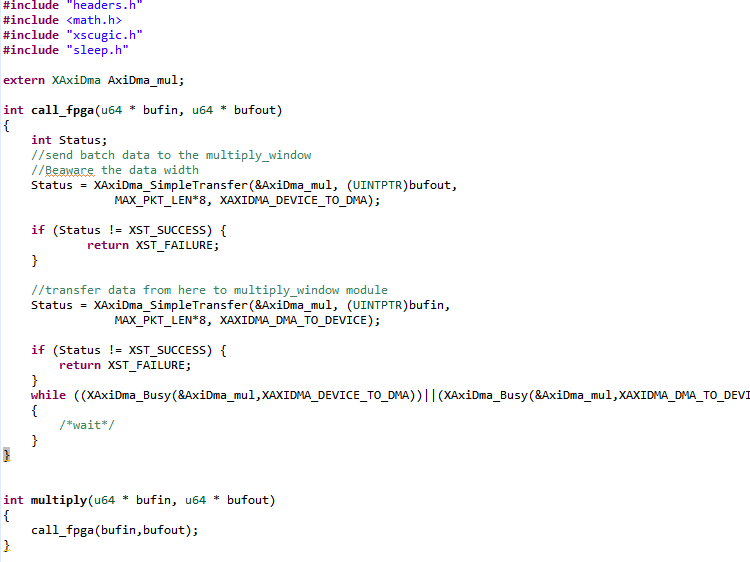 #include "headers.h"
#include <math.h>
#include "xscugic.h"
#include "sleep.h"
extern XAxiDma AxiDma_mul;
int call_fpga(u64 * bufin, u64 * bufout)
{
    int Status;
    //send batch data to the multiply_window
    //Beaware the data width
    Status = XAxiDma_SimpleTransfer(&AxiDma_mul, (UINTPTR)bufout,
                MAX_PKT_LEN*8, XAXIDMA_DEVICE_TO_DMA);
    if (Status != XST_SUCCESS) {
            return XST_FAILURE;
    }
    //transfer data from here to multiply_window module
    Status = XAxiDma_SimpleTransfer(&AxiDma_mul, (UINTPTR)bufin,
                MAX_PKT_LEN*8, XAXIDMA_DMA_TO_DEVICE);
    if (Status != XST_SUCCESS) {
        return XST_FAILURE;
    }
    while ((XAxiDma_Busy(&AxiDma_mul,XAXIDMA_DEVICE_TO_DMA))||(XAxiDma_Busy(&AxiDma_mul,XAXIDMA_DMA_TO_DEVI
    {
        /*wait*/
    }
}
int multiply(u64 * bufin, u64 * bufout)
{
    call_fpga(bufin,bufout);
}